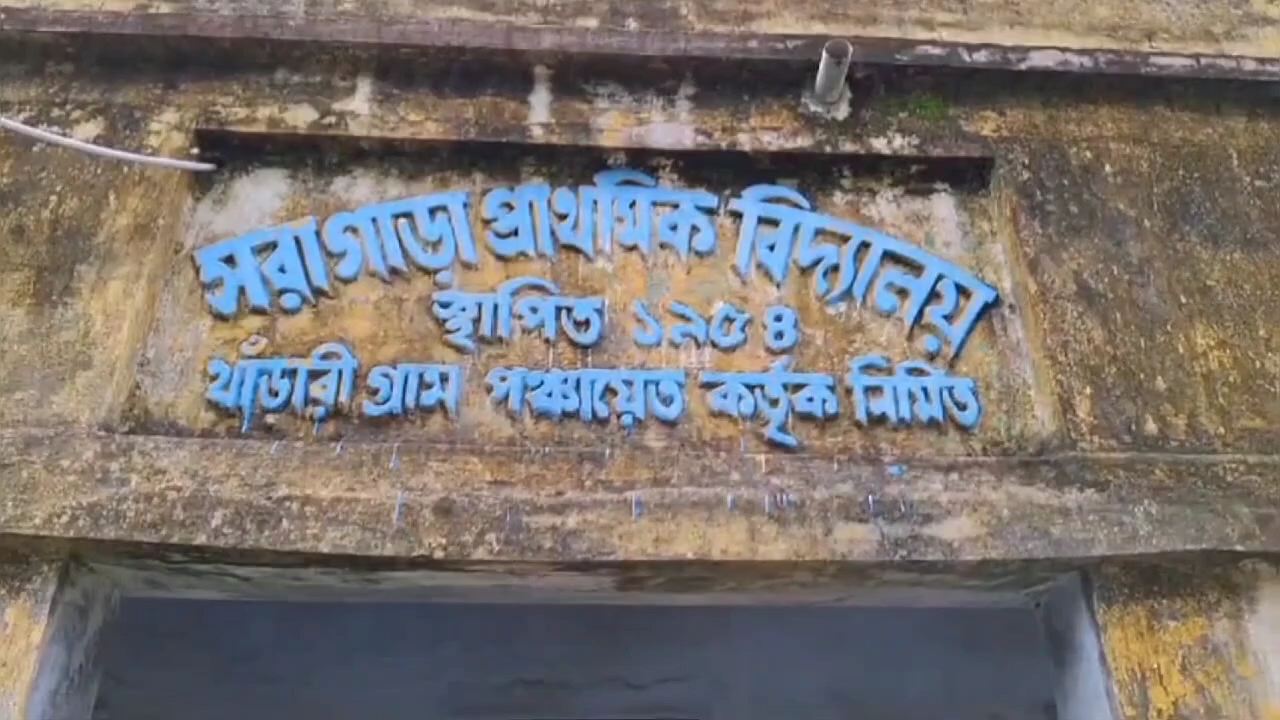 সরাগাড়া প্রাথমিক বিদ্যালয়
স্থাপিত ১৯৫৪
থাঁডারী গ্রাম পঞ্চায়েত কর্তৃক নির্মিত